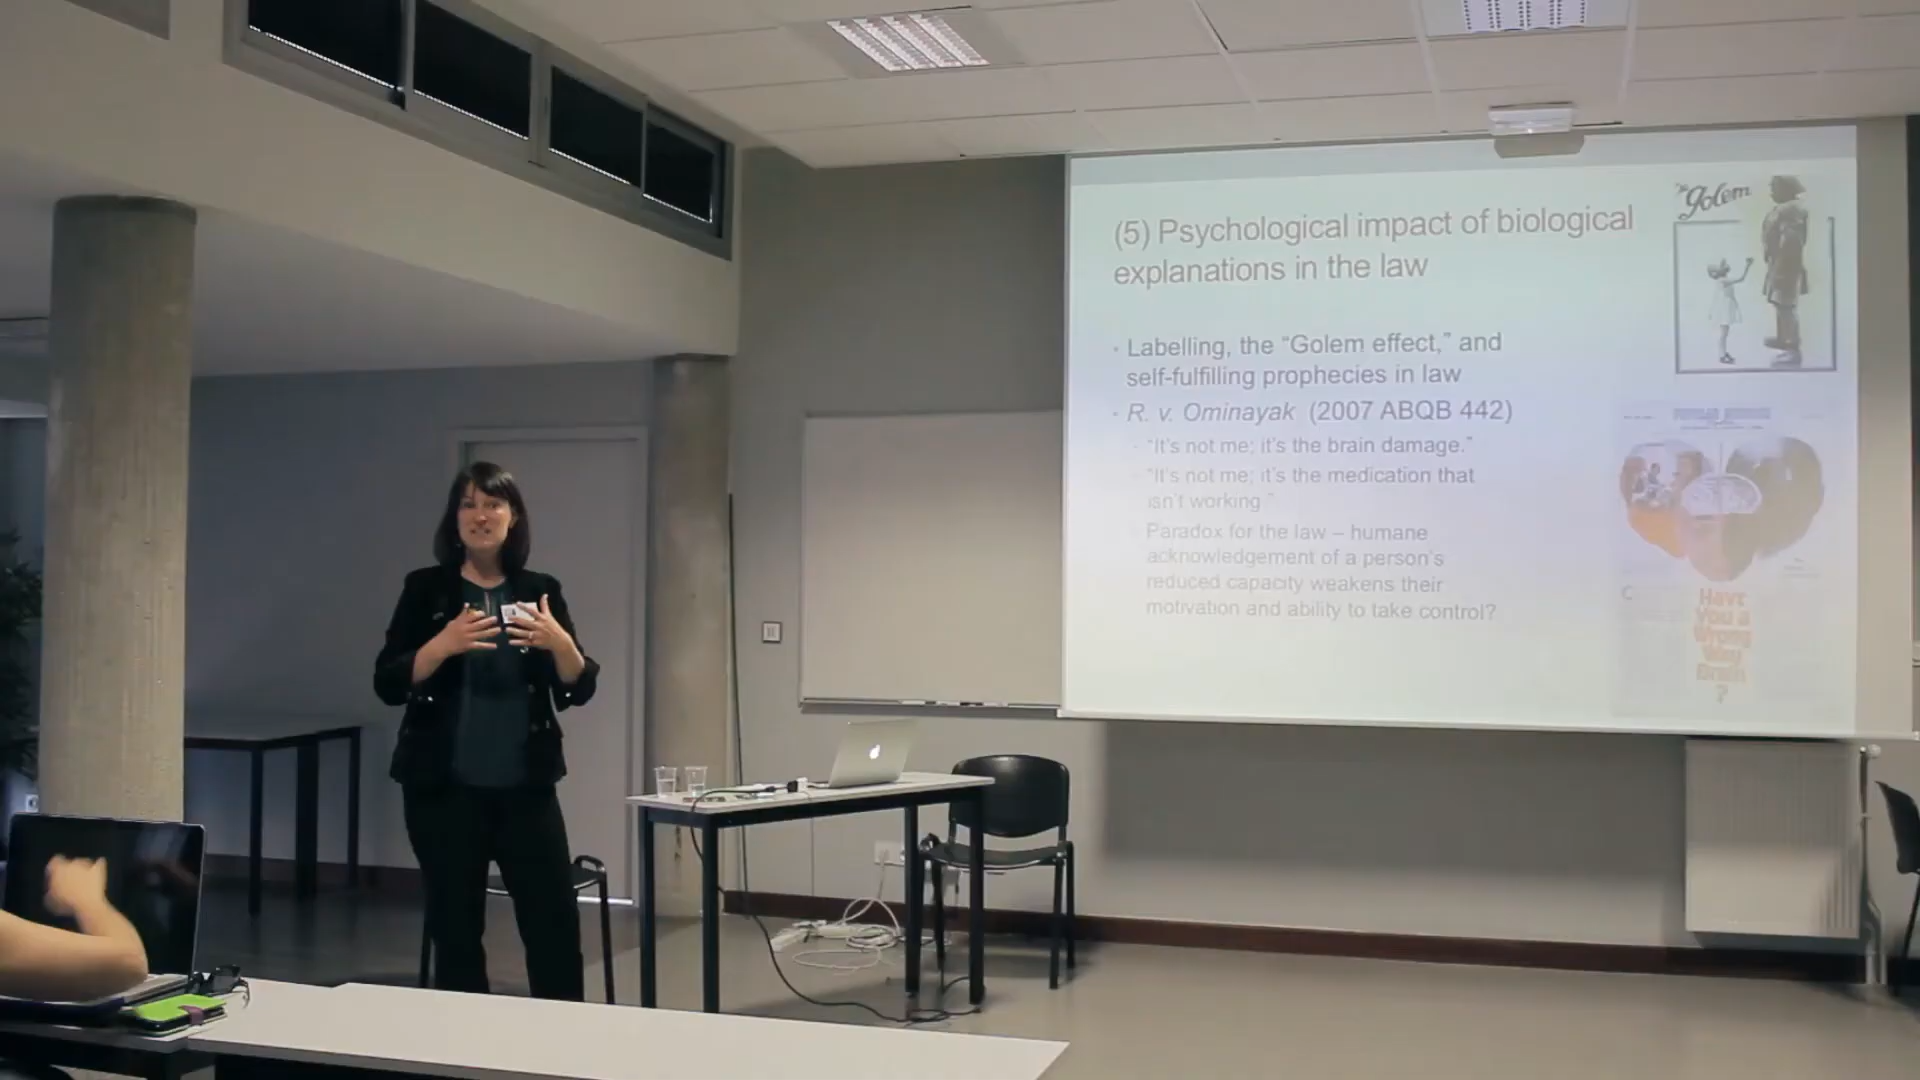 The Golem
(5) Psychological impact of biological
explanations in the law
• Labelling, the “Golem effect,” and
self-fulfilling prophecies in law
• R. v. Ominayak (2007 ABQB 442)
– “It’s not me; it’s the brain damage.”
– “It’s not me; it’s the medication that
isn’t working.”
– Paradox for the law – humane
acknowledgement of a person’s
reduced capacity weakens their
motivation and ability to take control?
Have
You a
Wrong
Way
Brain
?